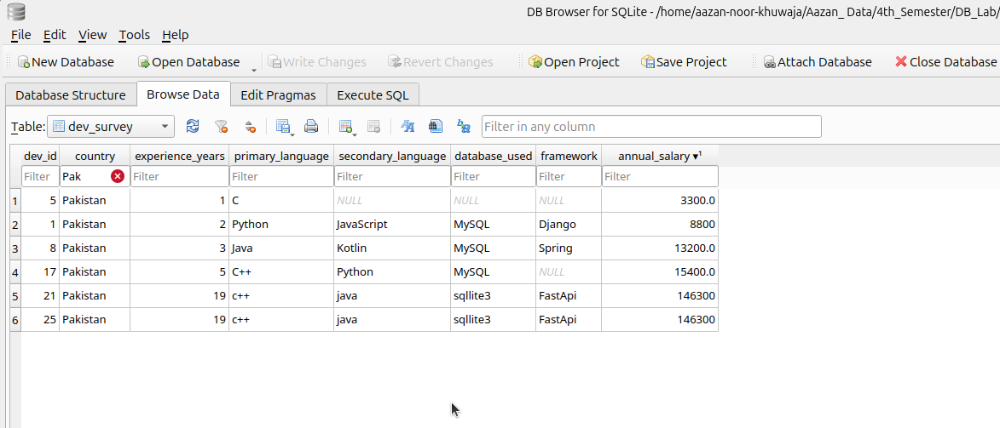 DB Browser for SQLite - /home/aazan-noor-khuwaja/Aazan_ Data/4th_Semester/DB_Lab/
File Edit View Tools Help
New Database Open Database Write Changes Revert Changes Open Project Save Project Attach Database Close Database
Database Structure Browse Data Edit Pragmas Execute SQL
Table: dev_survey Filter in any column
dev_id country experience_years primary_language secondary_language database_used framework annual_salary ▾1
Filter Pak Filter Filter Filter Filter Filter Filter
1 5 Pakistan 1 C NULL NULL NULL 3300.0
2 1 Pakistan 2 Python JavaScript MySQL Django 8800
3 8 Pakistan 3 Java Kotlin MySQL Spring 13200.0
4 17 Pakistan 5 C++ Python MySQL NULL 15400.0
5 21 Pakistan 19 c++ java sqllite3 FastApi 146300
6 25 Pakistan 19 c++ java sqllite3 FastApi 146300